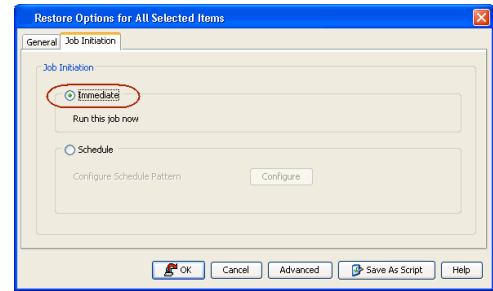 Restore Options for All Selected Items
General Job Initiation
Job Initiation
Immediate
Run this job now
Schedule
Configure Schedule Pattern Configure
OK Cancel Advanced Save As Script Help